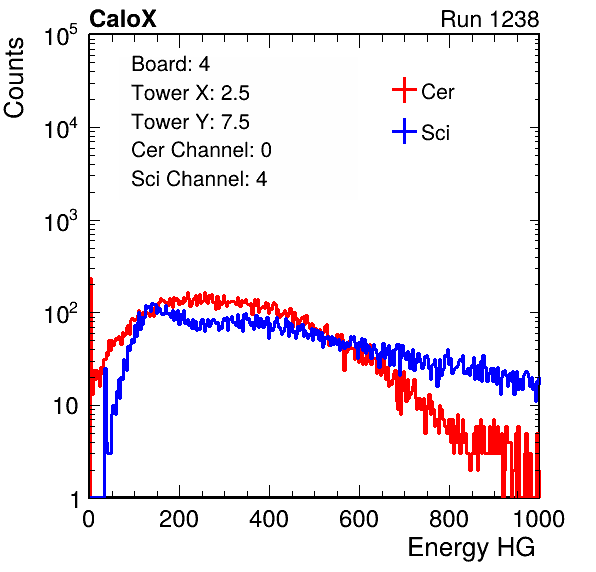 CaloX Run 1238
Counts
10^5
10^4
10^3
10^2
10
1
Board: 4
Tower X: 2.5
Tower Y: 7.5
Cer Channel: 0
Sci Channel: 4
Cer
Sci
0 200 400 600 800 1000
Energy HG